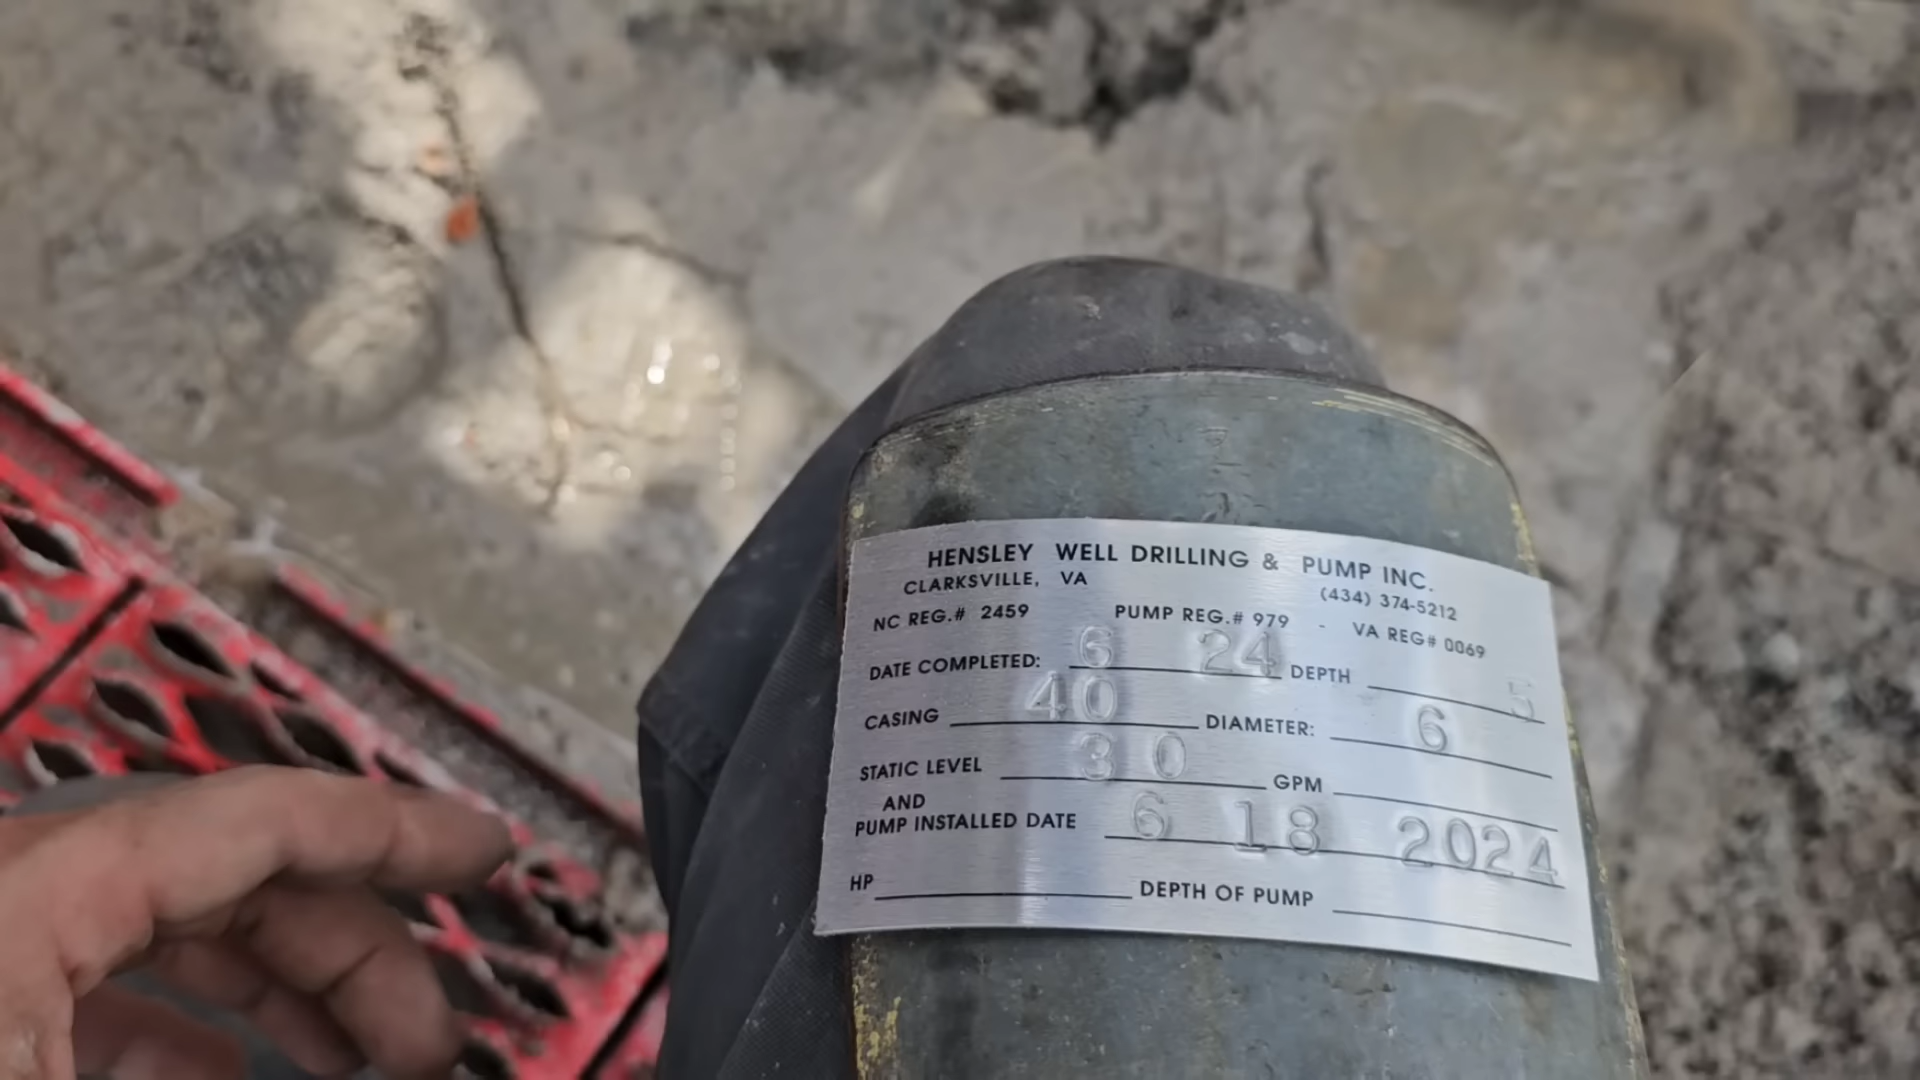 HENSLEY WELL DRILLING & PUMP INC.
CLARKSVILLE, VA (434) 374-5212
NC REG.# 2459 PUMP REG.# 979 - VA REG# 0069
DATE COMPLETED: 6 24 DEPTH 5
CASING 40 DIAMETER: 6
STATIC LEVEL 30 GPM
AND
PUMP INSTALLED DATE 6 18 2024
HP DEPTH OF PUMP